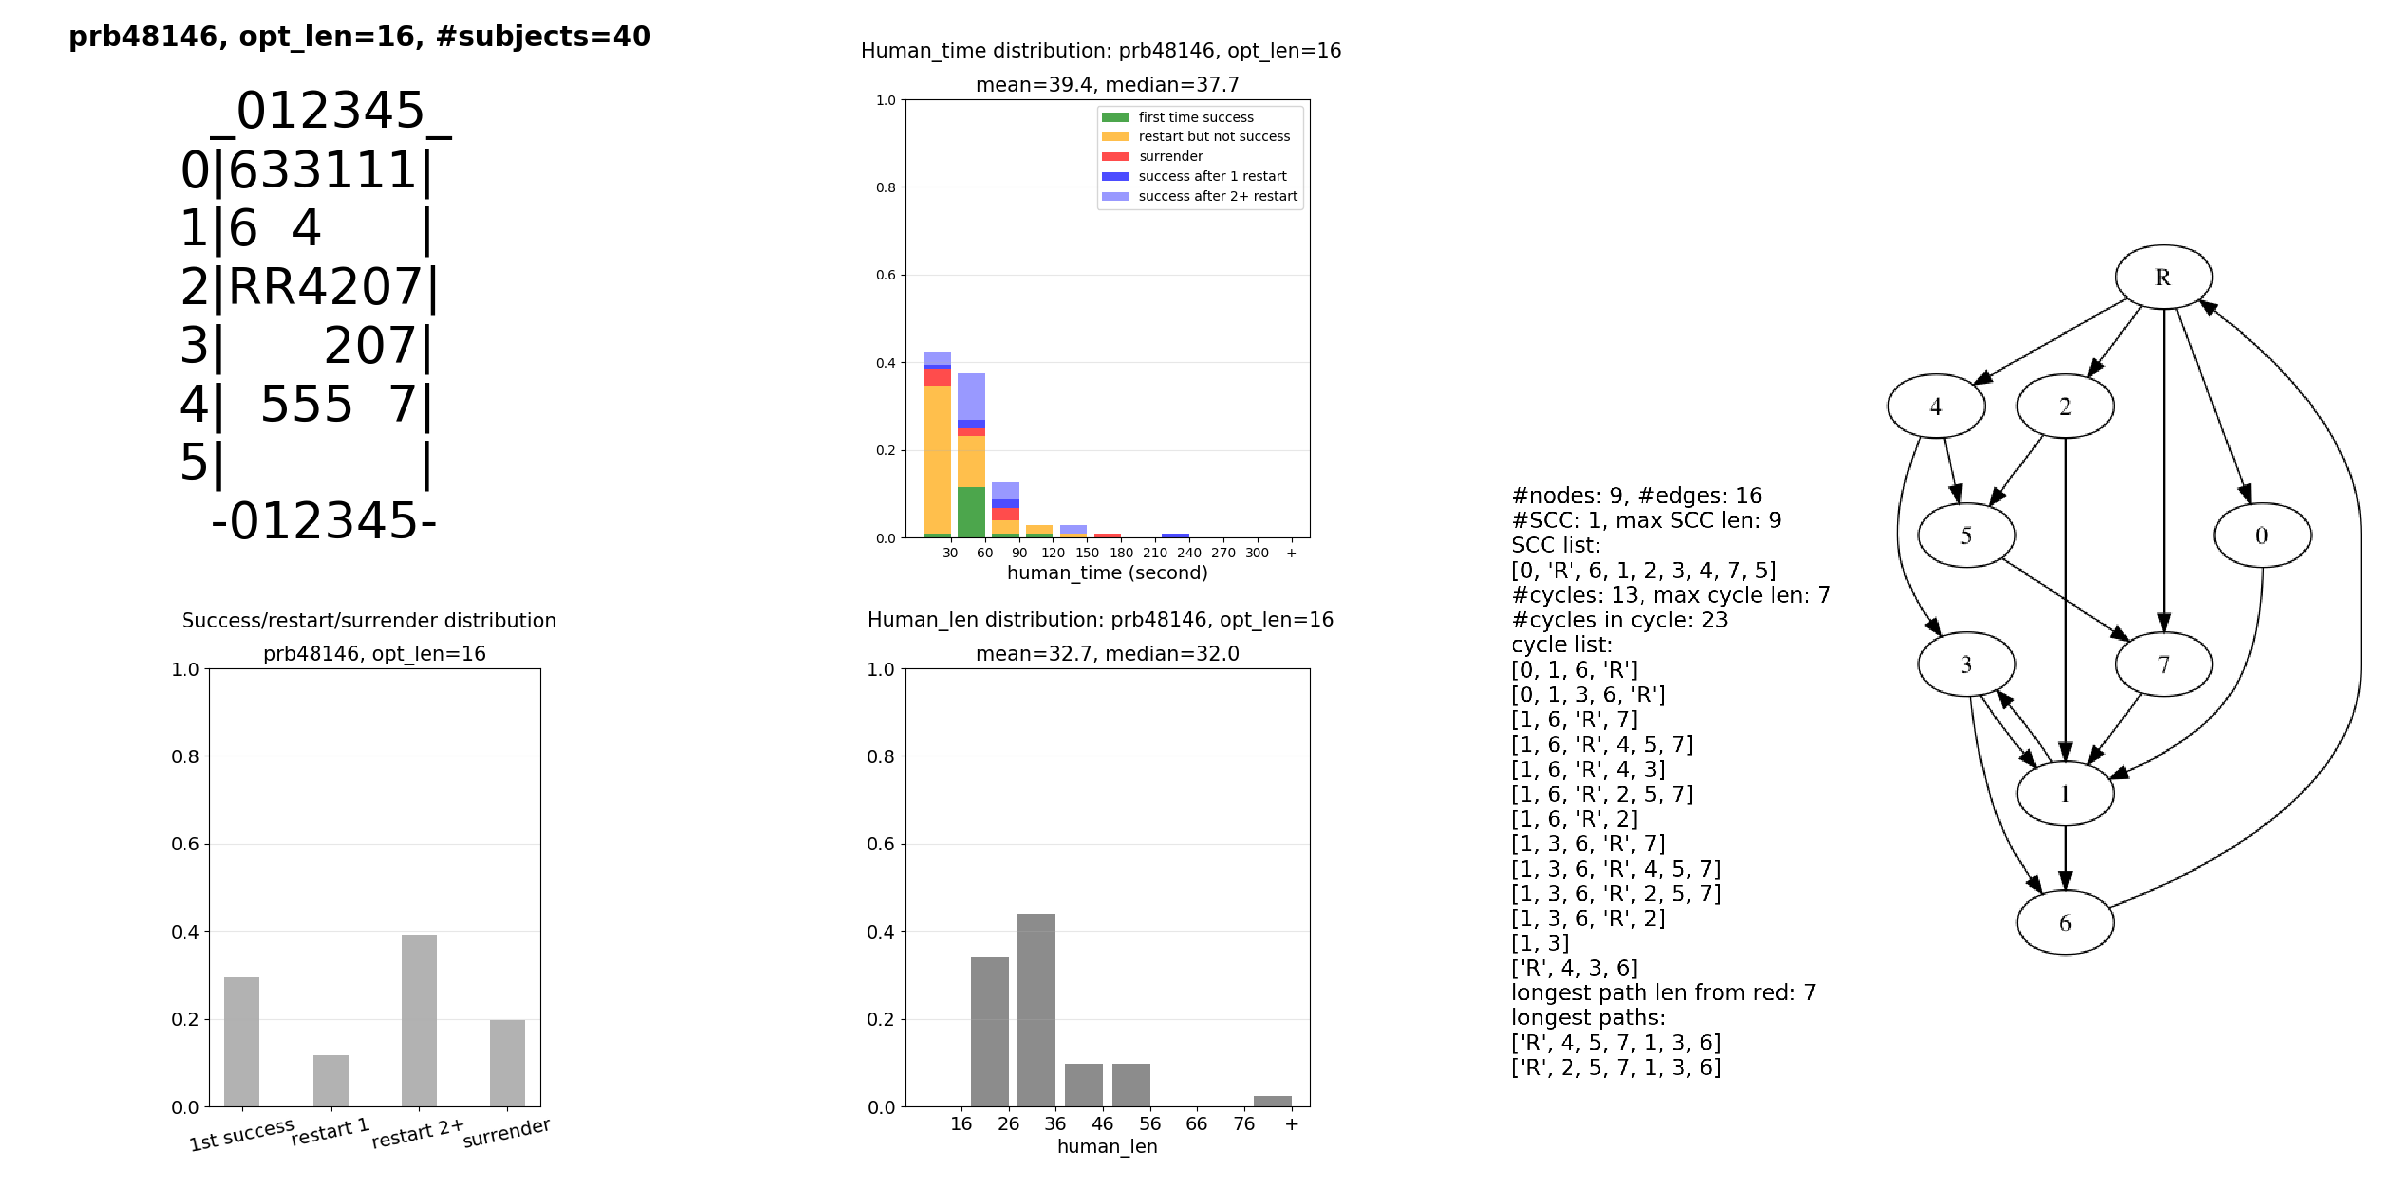 prb48146, opt_len=16, #subjects=40
_012345_
0|633111|
1|6 4   |
2|RR4207|
3|   207|
4| 555 7|
5|      |
-012345-
Human_time distribution: prb48146, opt_len=16
mean=39.4, median=37.7
1.0
0.8
0.6
0.4
0.2
0.0
first time success
restart but not success
surrender
success after 1 restart
success after 2+ restart
30 60 90 120 150 180 210 240 270 300 +
human_time (second)
Success/restart/surrender distribution
prb48146, opt_len=16
1.0
0.8
0.6
0.4
0.2
0.0
1st success restart 1 restart 2+ surrender
Human_len distribution: prb48146, opt_len=16
mean=32.7, median=32.0
1.0
0.8
0.6
0.4
0.2
0.0
16 26 36 46 56 66 76 +
human_len
#nodes: 9, #edges: 16
#SCC: 1, max SCC len: 9
SCC list:
[0, 'R', 6, 1, 2, 3, 4, 7, 5]
#cycles: 13, max cycle len: 7
#cycles in cycle: 23
cycle list:
[0, 1, 6, 'R']
[0, 1, 3, 6, 'R']
[1, 6, 'R', 7]
[1, 6, 'R', 4, 5, 7]
[1, 6, 'R', 4, 3]
[1, 6, 'R', 2, 5, 7]
[1, 6, 'R', 2]
[1, 3, 6, 'R', 7]
[1, 3, 6, 'R', 4, 5, 7]
[1, 3, 6, 'R', 2, 5, 7]
[1, 3, 6, 'R', 2]
[1, 3]
['R', 4, 3, 6]
longest path len from red: 7
longest paths:
['R', 4, 5, 7, 1, 3, 6]
['R', 2, 5, 7, 1, 3, 6]
R
4 2
5 0
3 7
1
6